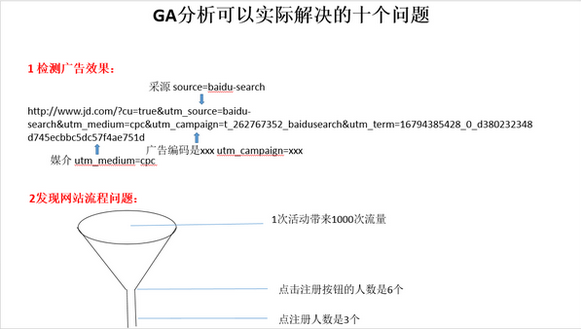 GA分析可以实际解决的十个问题
1 检测广告效果：
采源 source=baidu-search
http://www.jd.com/?cu=true&utm_source=baidu-
search&utm_medium=cpc&utm_campaign=t_262767352_baidusearch&utm_term=16794385428_0_d380232348
d745ecbbc5dc57f4ae751d
广告编码是xxx utm_campaign=xxx
媒介 utm_medium=cpc
2发现网站流程问题：
1次活动带来1000次流量
点击注册按钮的人数是6个
点注册人数是3个